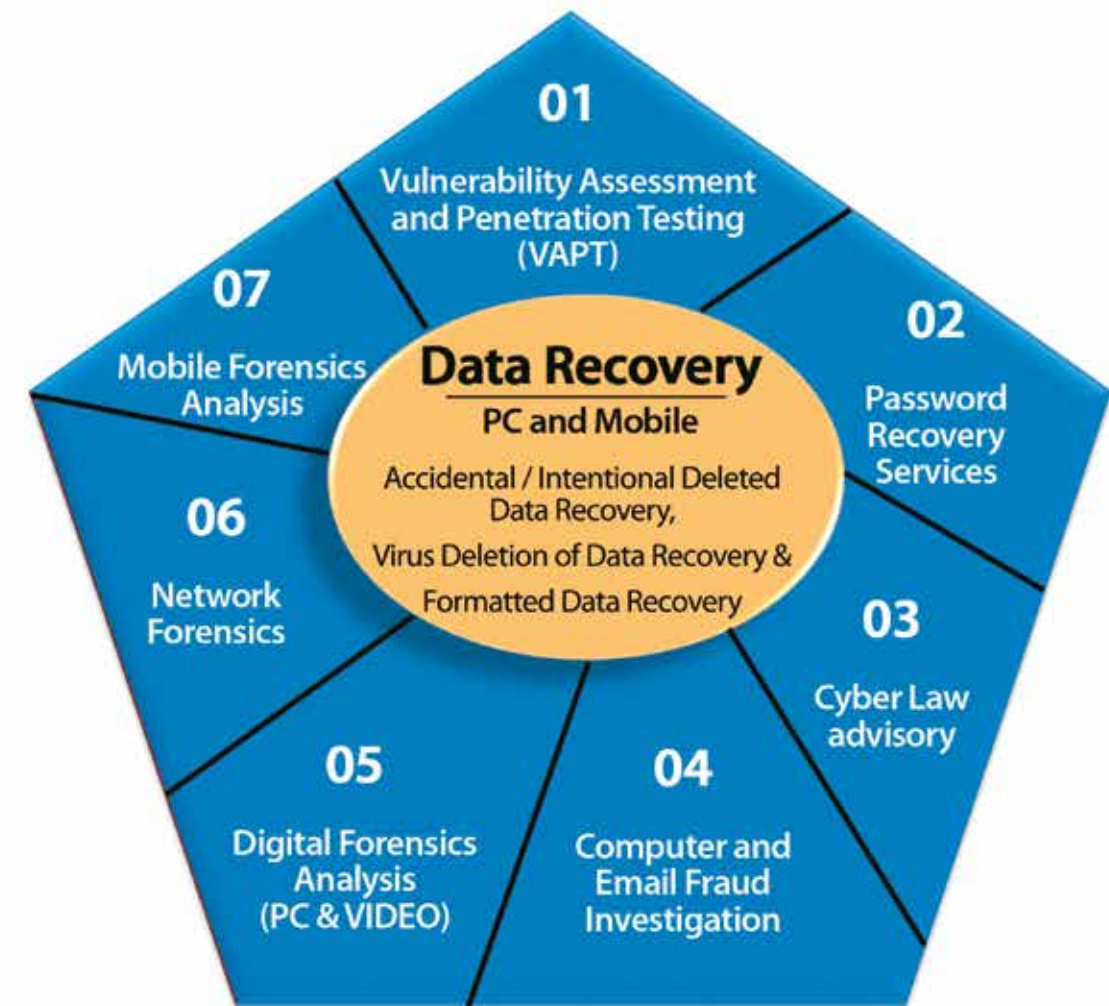 01
Vulnerability Assessment
and Penetration Testing
(VAPT)
02
Password
Recovery
Services
03
Cyber Law
advisory
04
Computer and
Email Fraud
Investigation
05
Digital Forensics
Analysis
(PC & VIDEO)
06
Network
Forensics
07
Mobile Forensics
Analysis
Data Recovery
PC and Mobile
Accidental / Intentional Deleted
Data Recovery,
Virus Deletion of Data Recovery &
Formatted Data Recovery